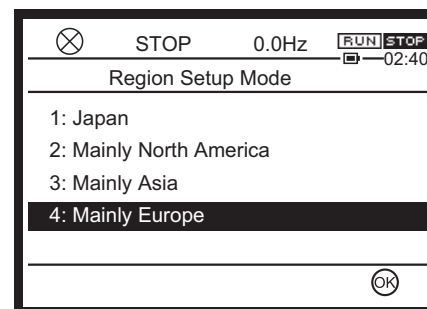 STOP 0.0Hz RUN STOP
02:40
Region Setup Mode
1: Japan
2: Mainly North America
3: Mainly Asia
4: Mainly Europe
OK